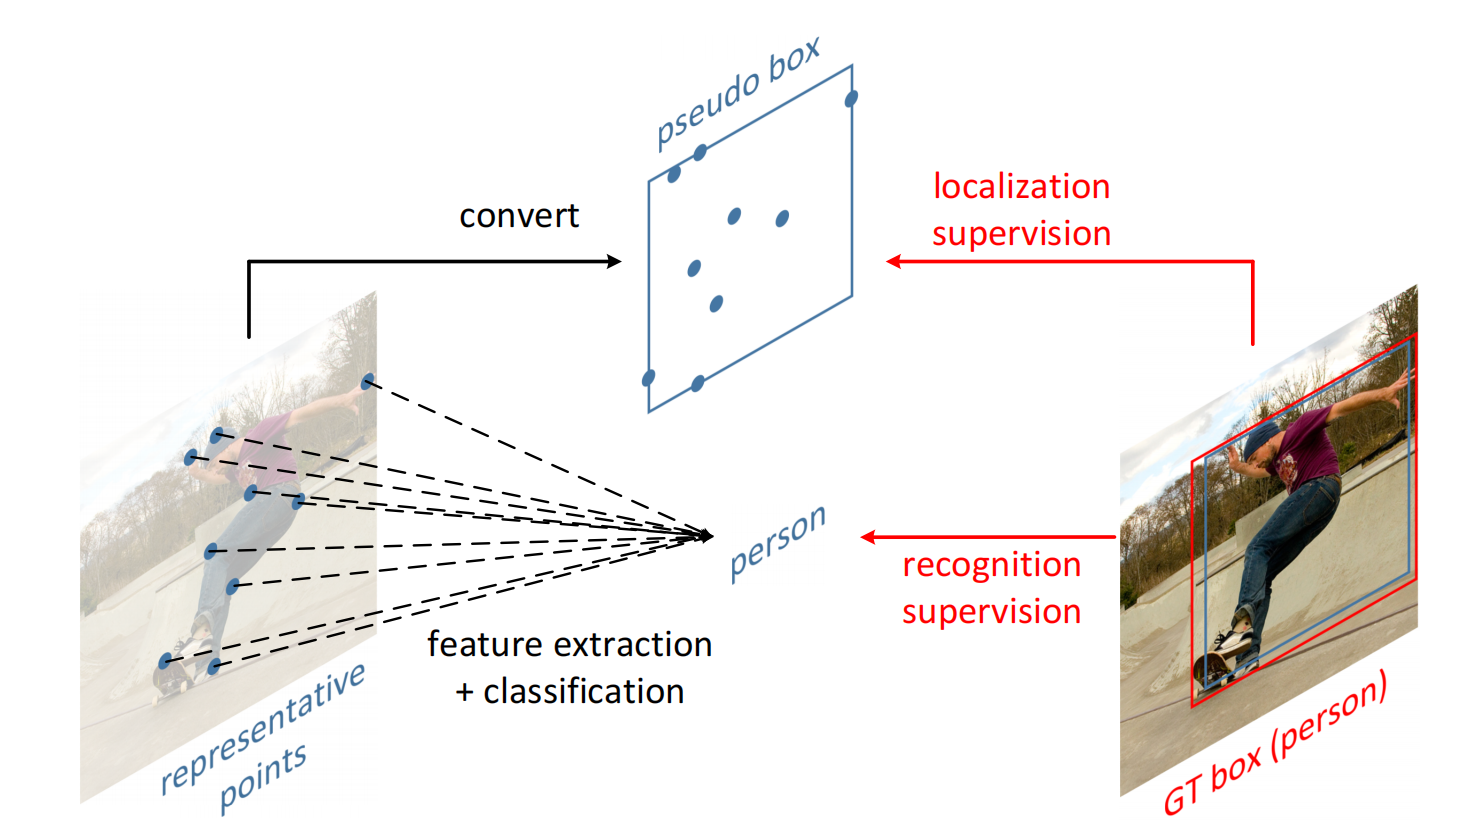 pseudo box
convert
localization
supervision
person
recognition
supervision
feature extraction
+ classification
representative
points
GT box (person)